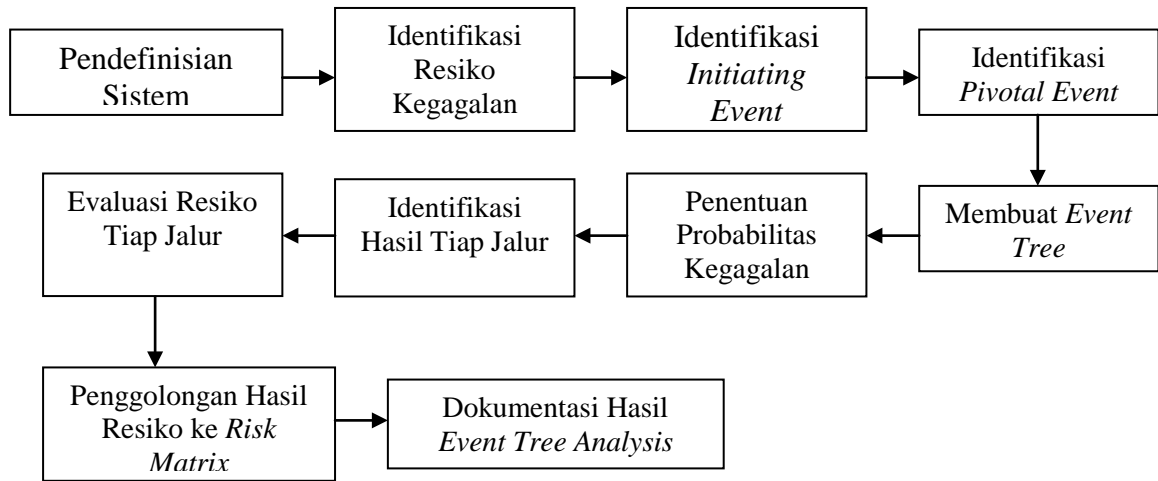 Pendefinisian
Sistem
Identifikasi
Resiko
Kegagalan
Identifikasi
Initiating
Event
Identifikasi
Pivotal Event
Membuat Event
Tree
Penentuan
Probabilitas
Kegagalan
Identifikasi
Hasil Tiap Jalur
Evaluasi Resiko
Tiap Jalur
Penggolongan Hasil
Resiko ke Risk
Matrix
Dokumentasi Hasil
Event Tree Analysis